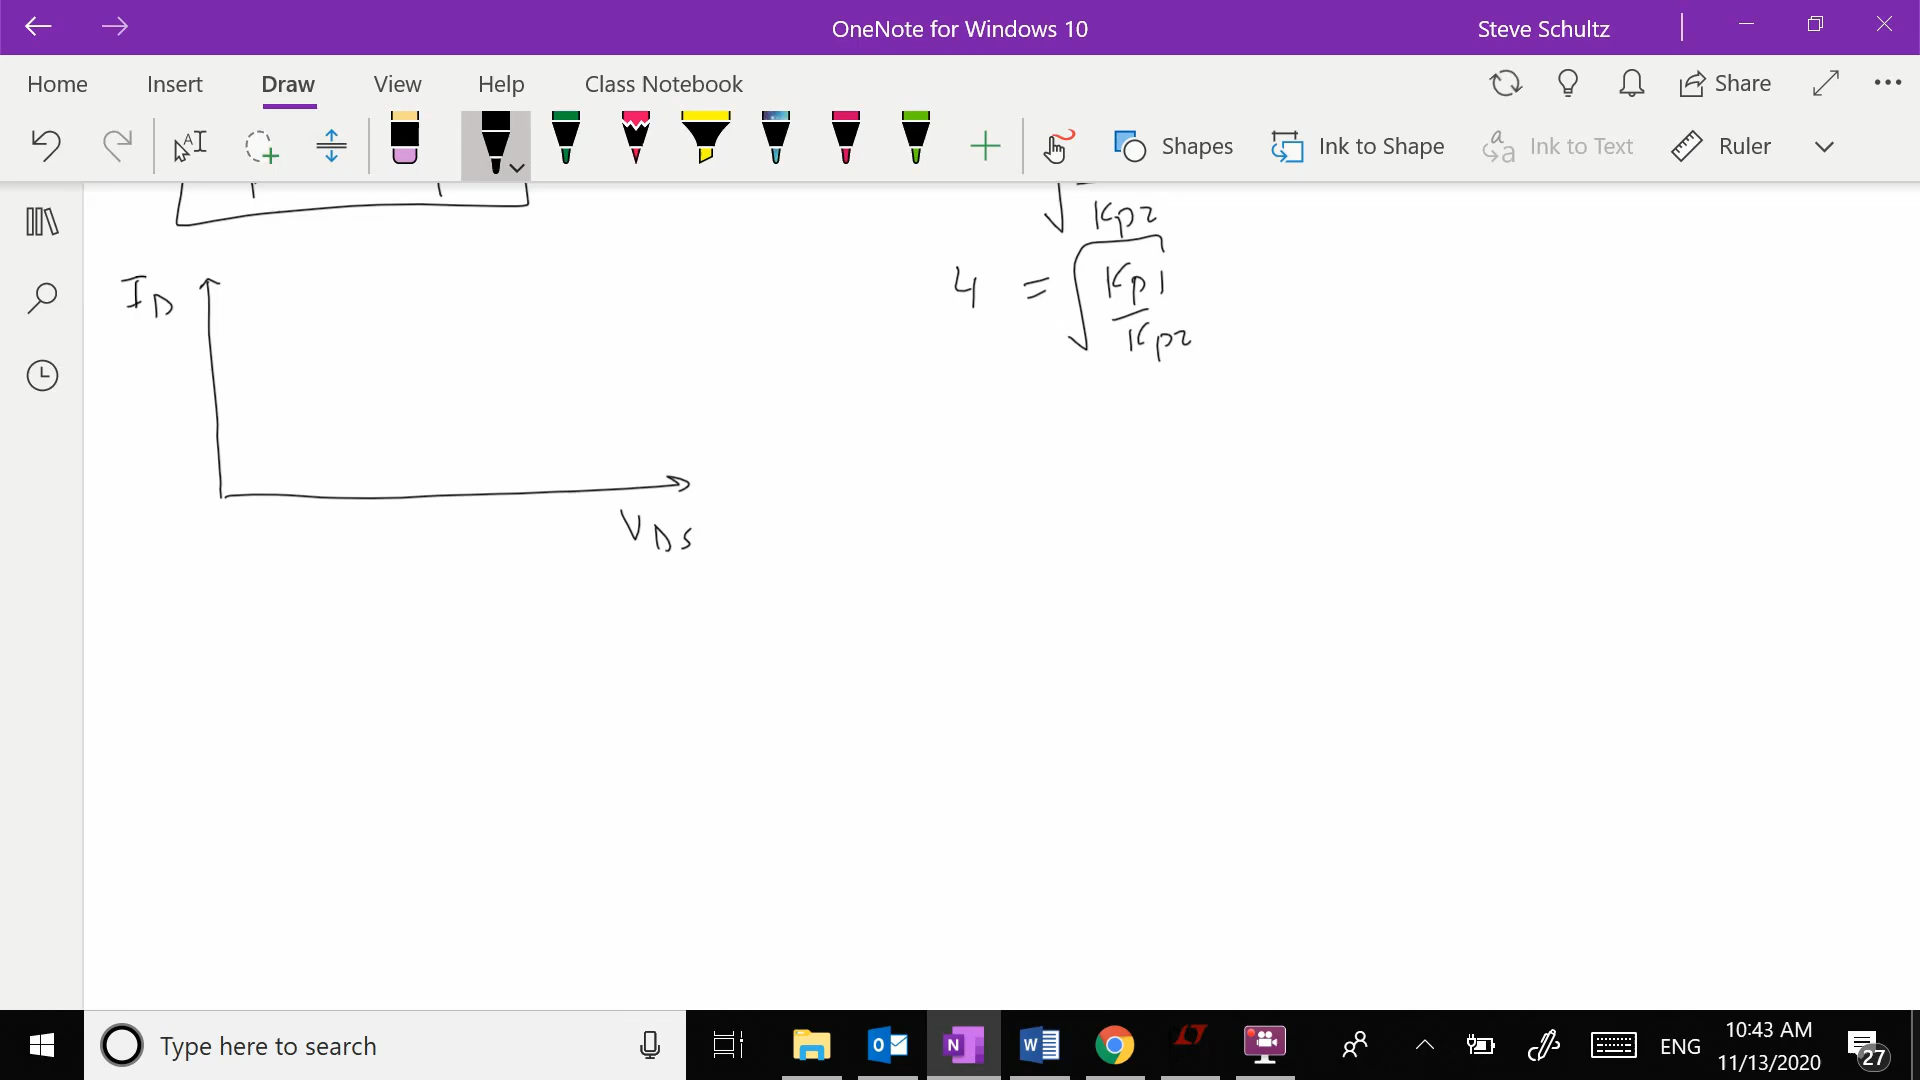 OneNote for Windows 10
Steve Schultz
Home Insert Draw View Help Class Notebook
Share
Shapes Ink to Shape Ink to Text Ruler
Kp2
4 = √ Kp1
Kp2
ID
VDS
Type here to search
ENG
10:43 AM
11/13/2020
27